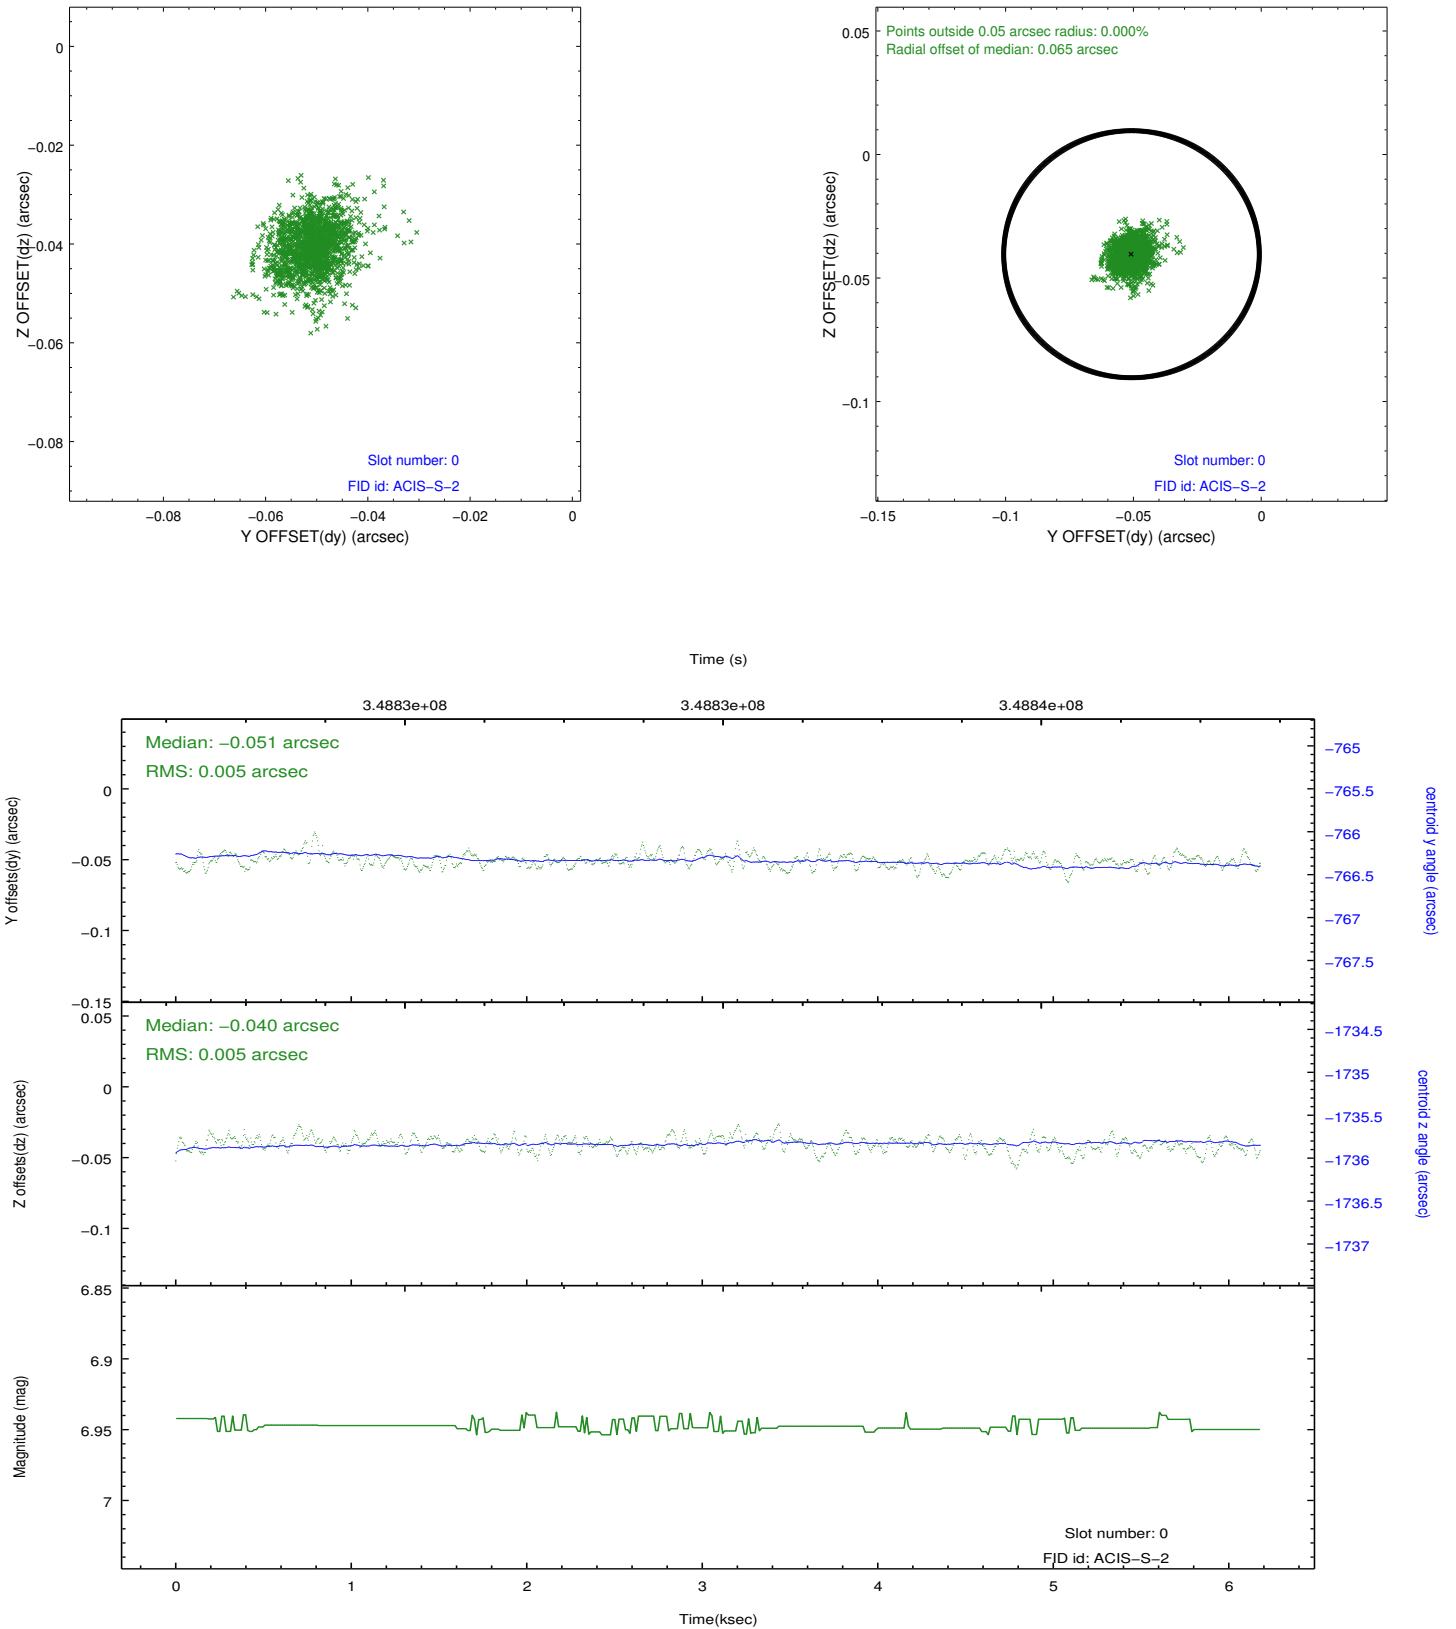 0
−0.02
−0.04
−0.06
−0.08
Z OFFSET(dz) (arcsec)
Slot number: 0
FID id: ACIS−S−2
−0.08
−0.06
−0.04
−0.02
0
Y OFFSET(dy) (arcsec)
Points outside 0.05 arcsec radius: 0.000%
Radial offset of median: 0.065 arcsec
0.05
0
−0.05
−0.1
Z OFFSET(dz) (arcsec)
Slot number: 0
FID id: ACIS−S−2
−0.15
−0.1
−0.05
0
Y OFFSET(dy) (arcsec)
Time (s)
3.4883e+08
3.4883e+08
3.4884e+08
Median: −0.051 arcsec
RMS: 0.005 arcsec
0
−0.05
−0.1
−0.15
Y offsets(dy) (arcsec)
−765
−765.5
−766
−766.5
−767
−767.5
centroid y angle (arcsec)
Median: −0.040 arcsec
RMS: 0.005 arcsec
0.05
0
−0.05
−0.1
Z offsets(dz) (arcsec)
−1734.5
−1735
−1735.5
−1736
−1736.5
−1737
centroid z angle (arcsec)
6.85
6.9
6.95
7
Magnitude (mag)
Slot number: 0
FID id: ACIS−S−2
0
1
2
3
4
5
6
Time(ksec)